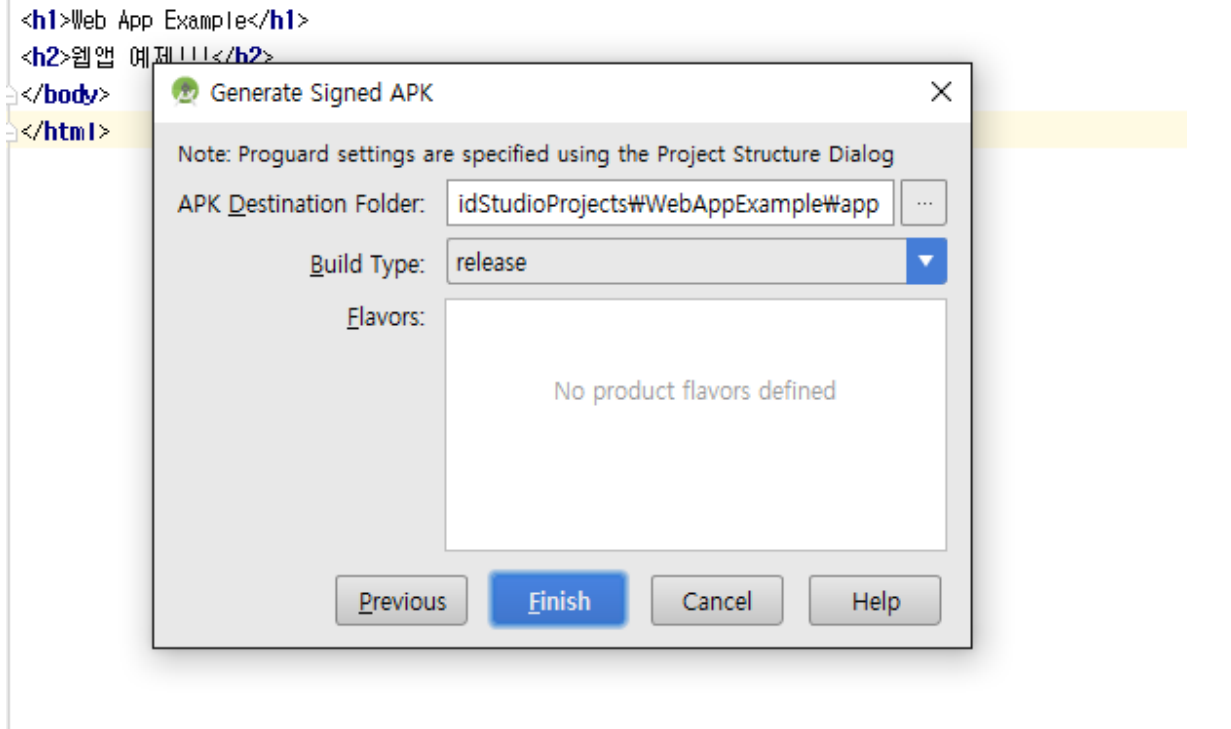 <h1>Web App Example</h1>
<h2>웹앱 예제!!!</h2>
</body>
</html>
Generate Signed APK
Note: Proguard settings are specified using the Project Structure Dialog
APK Destination Folder: idStudioProjects₩WebAppExample₩app ...
Build Type: release
Flavors:
No product flavors defined
Previous Finish Cancel Help